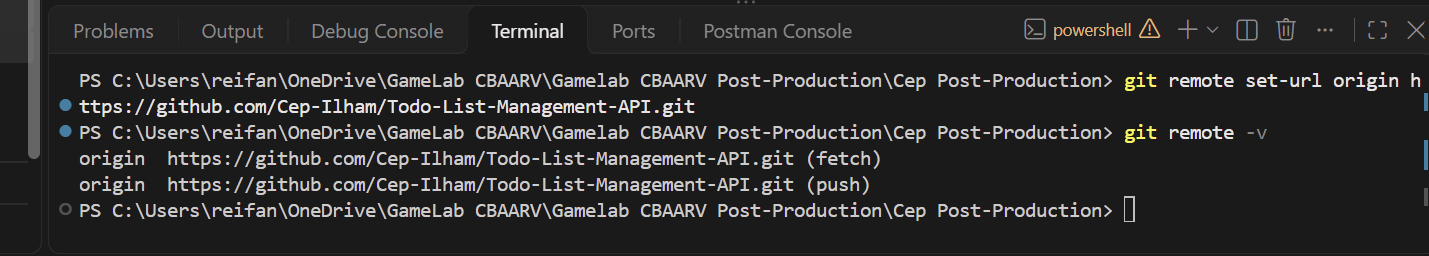 Problems Output Debug Console Terminal Ports Postman Console powershell
PS C:\Users\reifan\OneDrive\GameLab CBAARV\Gamelab CBAARV Post-Production\Cep Post-Production> git remote set-url origin h
ttps://github.com/Cep-Ilham/Todo-List-Management-API.git
PS C:\Users\reifan\OneDrive\GameLab CBAARV\Gamelab CBAARV Post-Production\Cep Post-Production> git remote -v
origin  https://github.com/Cep-Ilham/Todo-List-Management-API.git (fetch)
origin  https://github.com/Cep-Ilham/Todo-List-Management-API.git (push)
PS C:\Users\reifan\OneDrive\GameLab CBAARV\Gamelab CBAARV Post-Production\Cep Post-Production>